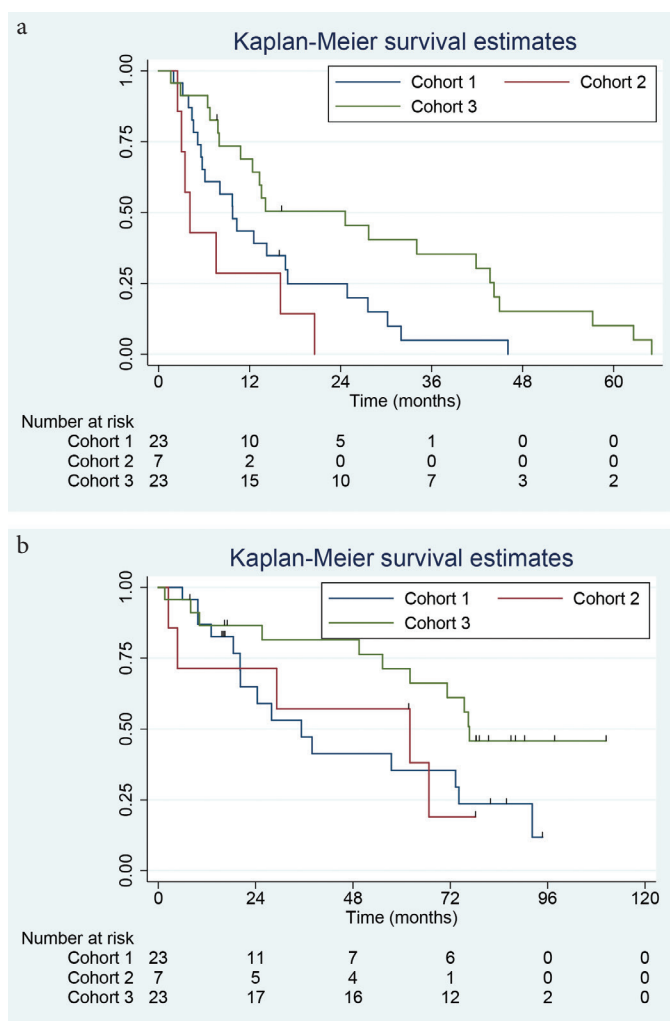 a
Kaplan-Meier survival estimates
Cohort 1 Cohort 2
Cohort 3
1.00
0.75
0.50
0.25
0.00
0 12 24 36 48 60
Time (months)
Number at risk
Cohort 1 23 10 5 1 0 0
Cohort 2 7 2 0 0 0 0
Cohort 3 23 15 10 7 3 2
b
Kaplan-Meier survival estimates
Cohort 1 Cohort 2
Cohort 3
1.00
0.75
0.50
0.25
0.00
0 24 48 72 96 120
Time (months)
Number at risk
Cohort 1 23 11 7 6 0 0
Cohort 2 7 5 4 1 0 0
Cohort 3 23 17 16 12 2 0